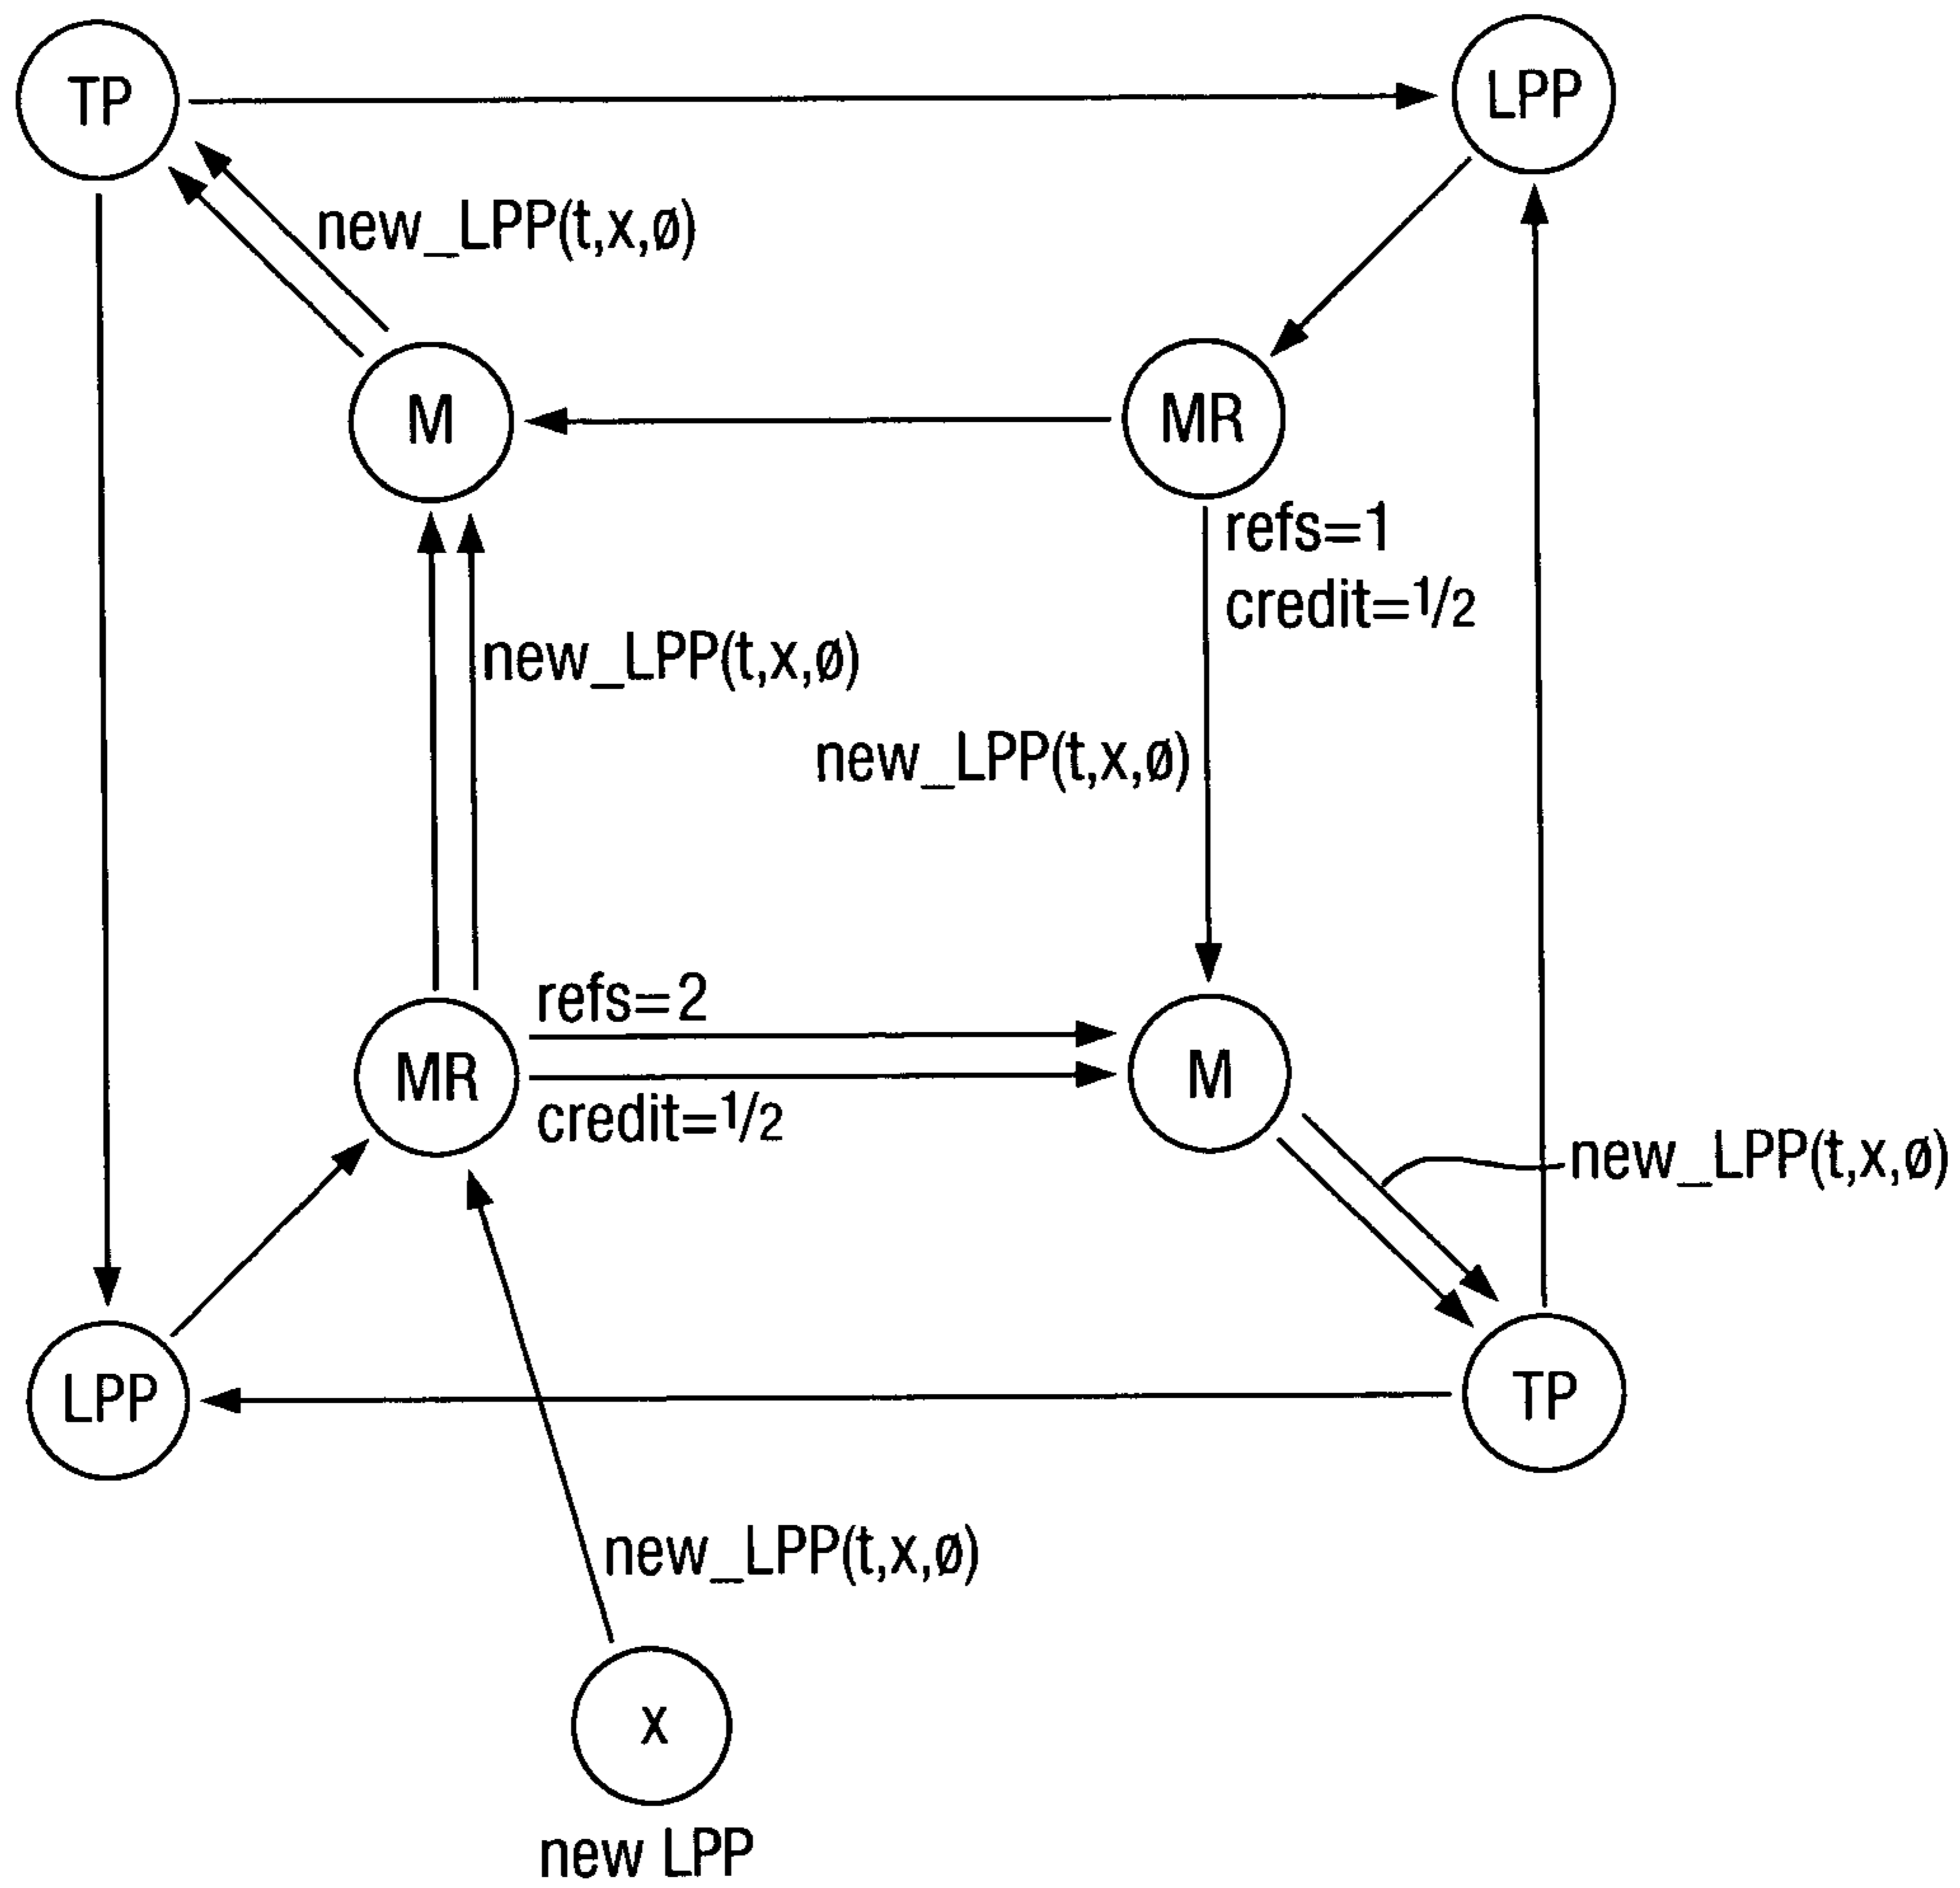 TP
LPP
new_LPP(t,x,ø)
M
MR
refs=1
credit=1/2
new_LPP(t,x,ø)
new_LPP(t,x,ø)
refs=2
MR
M
credit=1/2
new_LPP(t,x,ø)
LPP
TP
new_LPP(t,x,ø)
x
new LPP